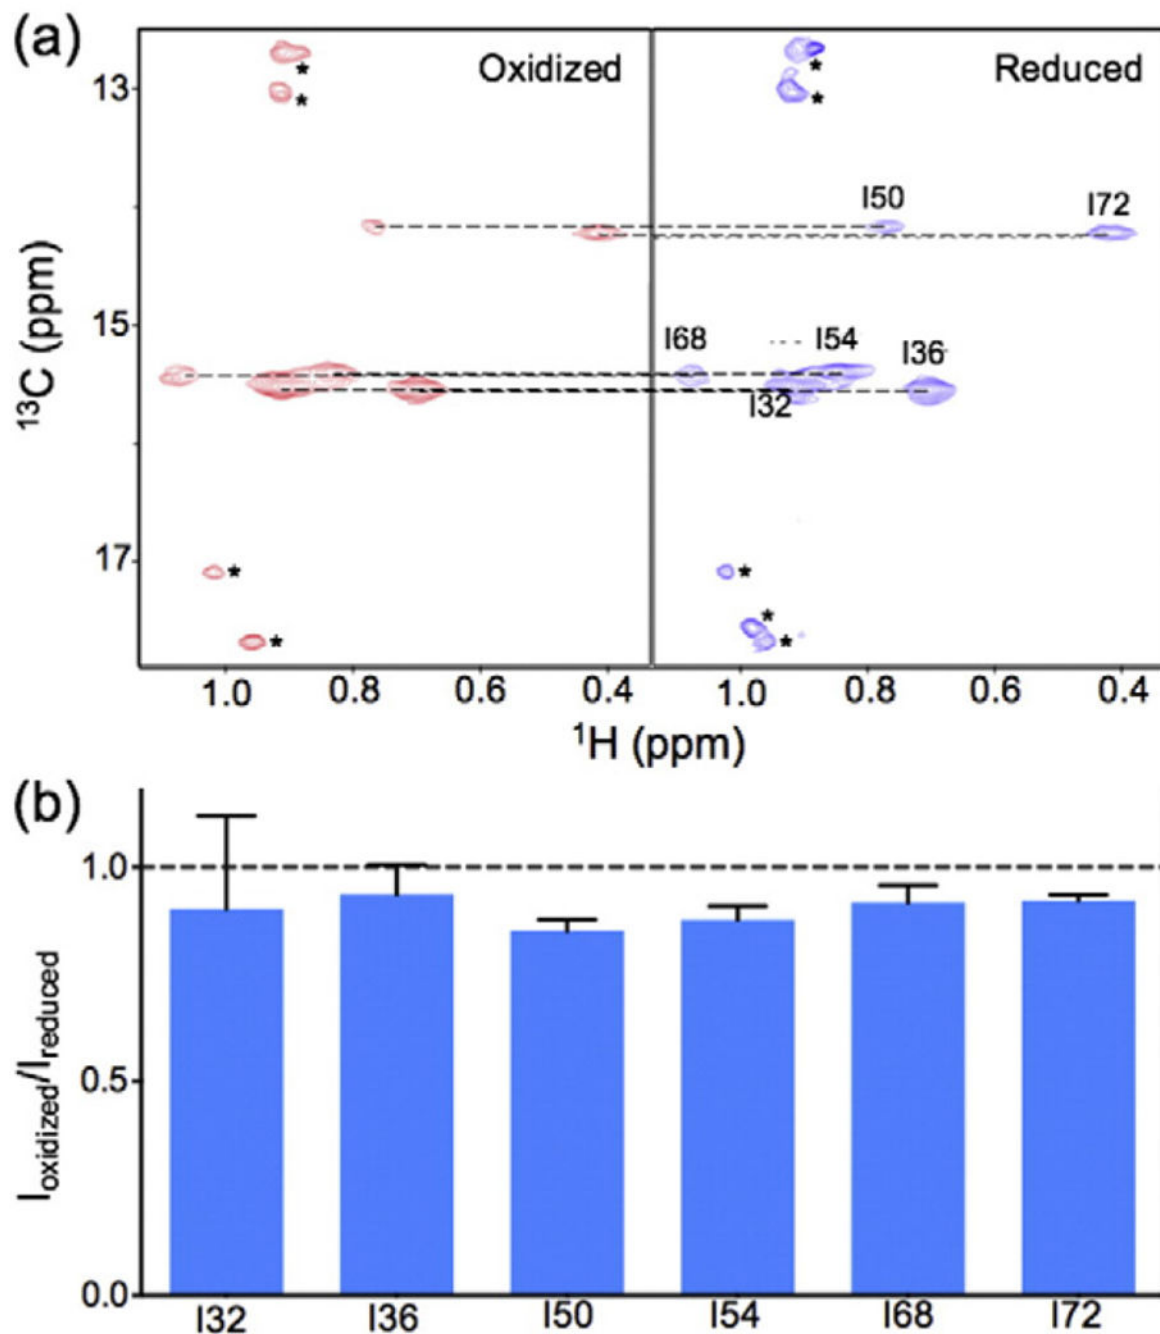 (a)
Oxidized
Reduced
*
*
*
*
13
I50
I72
15
I68
I54
I36
I32
17
*
*
*
*
*
¹³C (ppm)
1.0
0.8
0.6
0.4
1.0
0.8
0.6
0.4
¹H (ppm)
(b)
1.0
0.5
0.0
Ioxidized/Ireduced
I32
I36
I50
I54
I68
I72